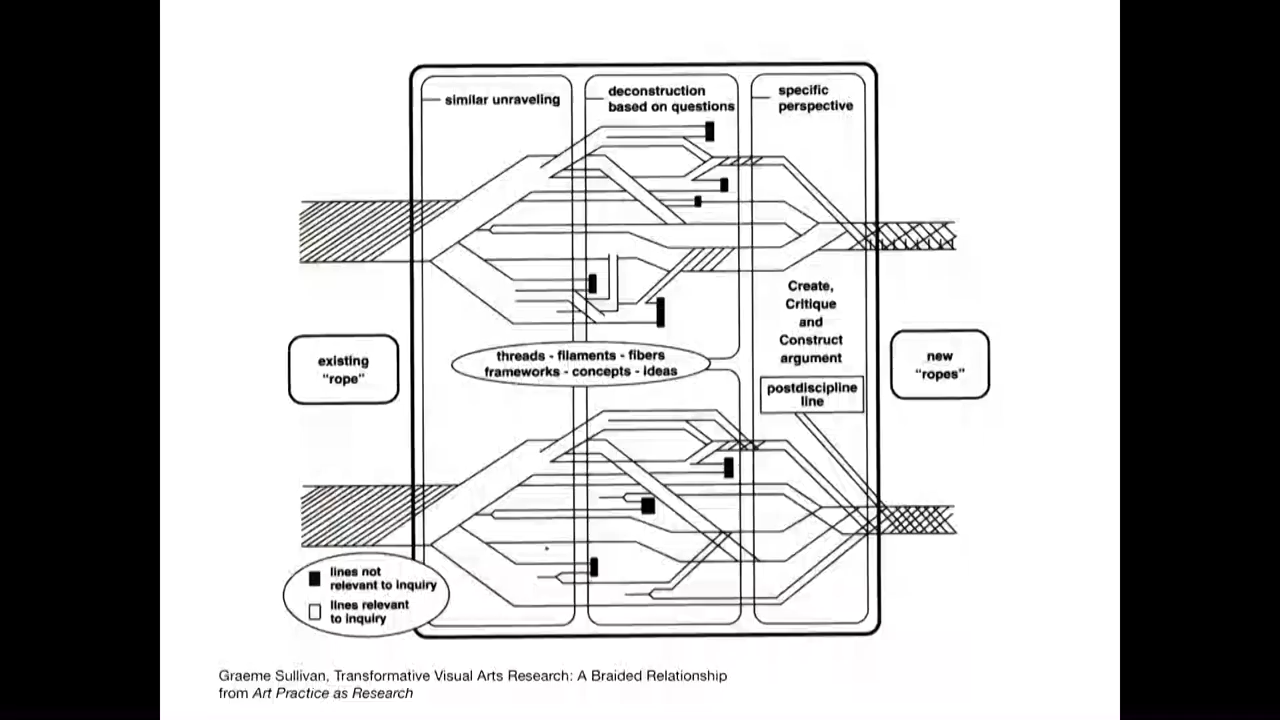 similar unraveling
deconstruction
based on questions
specific
perspective
Create,
Critique
and
Construct
argument
existing
"rope"
threads - filaments - fibers
frameworks - concepts - ideas
new
"ropes"
postdiscipline
line
lines not
relevant to inquiry
lines relevant
to inquiry
Graeme Sullivan, Transformative Visual Arts Research: A Braided Relationship
from Art Practice as Research